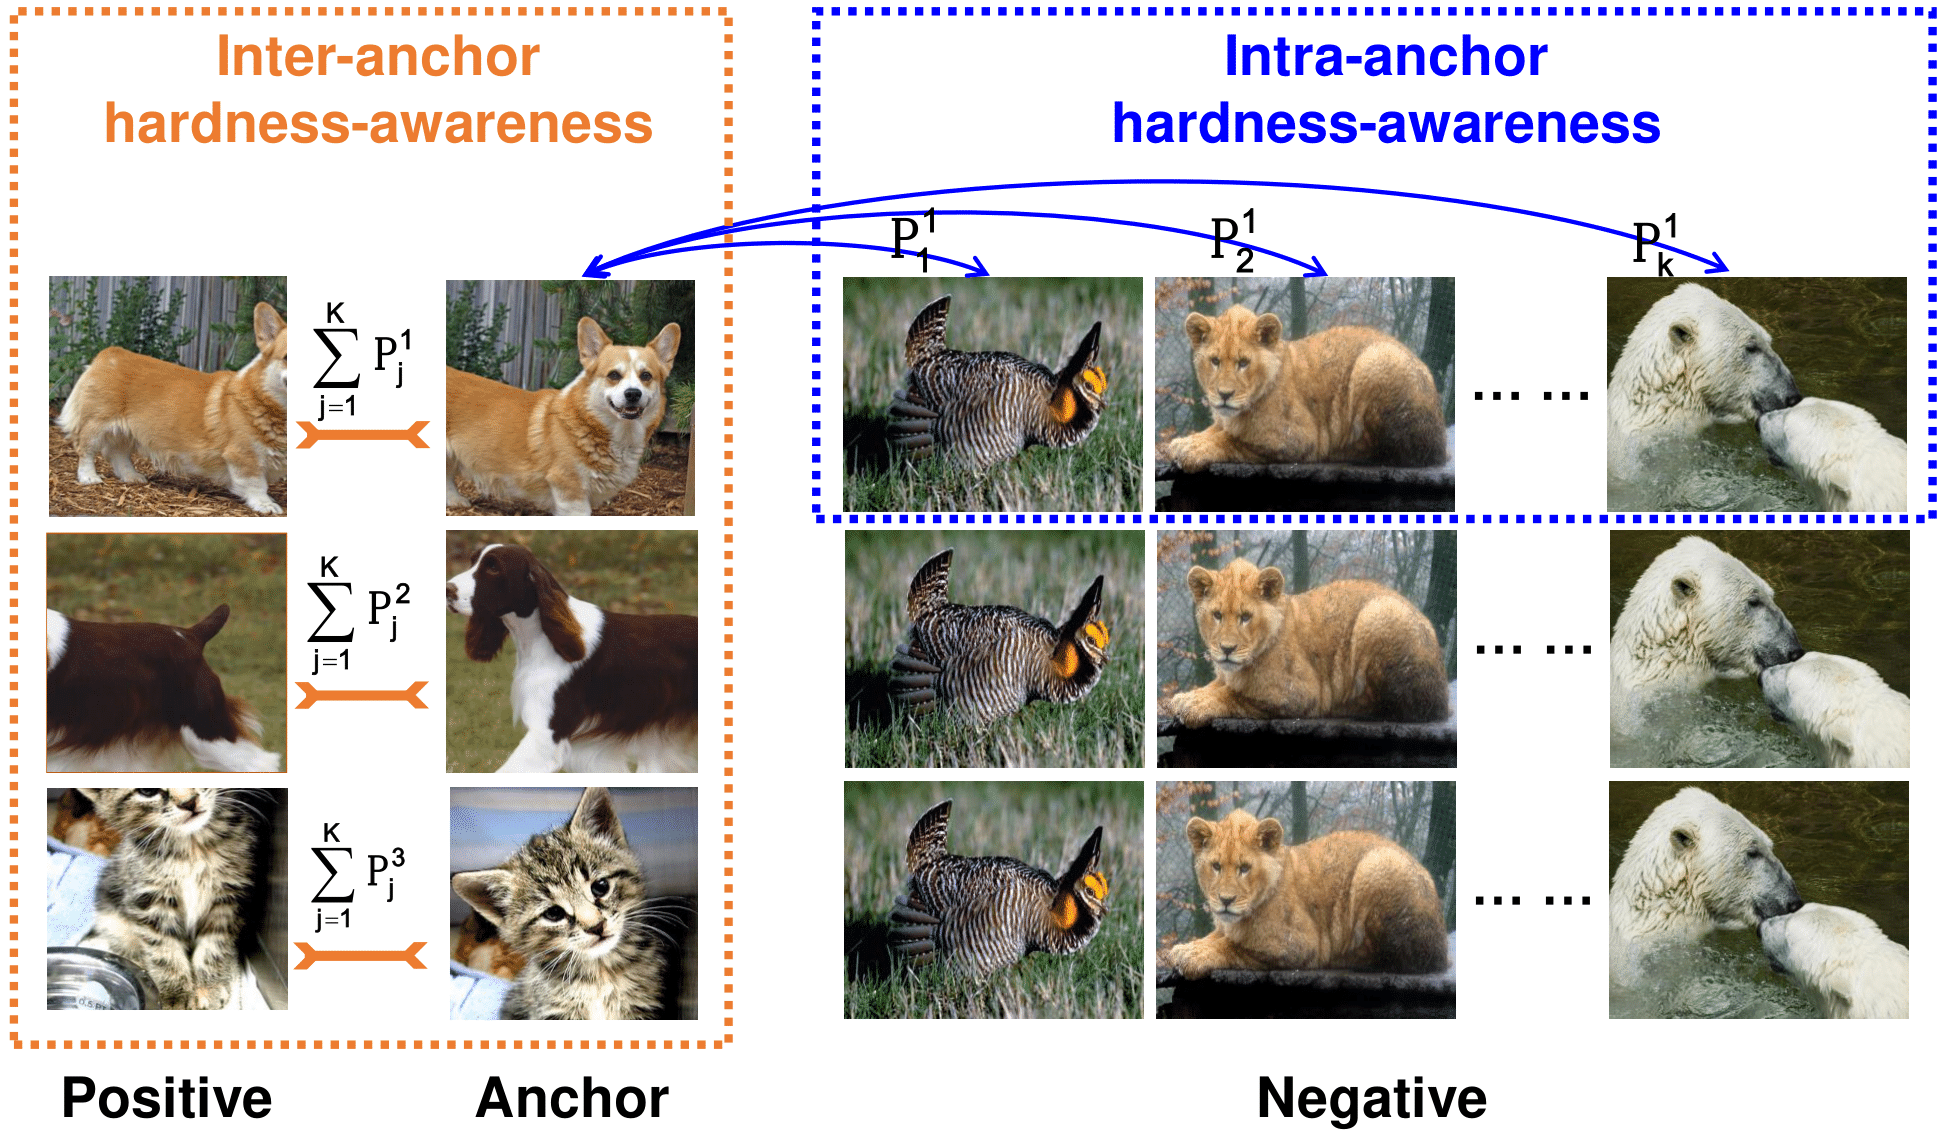 Inter-anchor
hardness-awareness
Intra-anchor
hardness-awareness
P_1^1
P_2^1
P_k^1
\sum_{j=1}^{K} P_j^1
... ...
\sum_{j=1}^{K} P_j^2
... ...
\sum_{j=1}^{K} P_j^3
... ...
Positive
Anchor
Negative